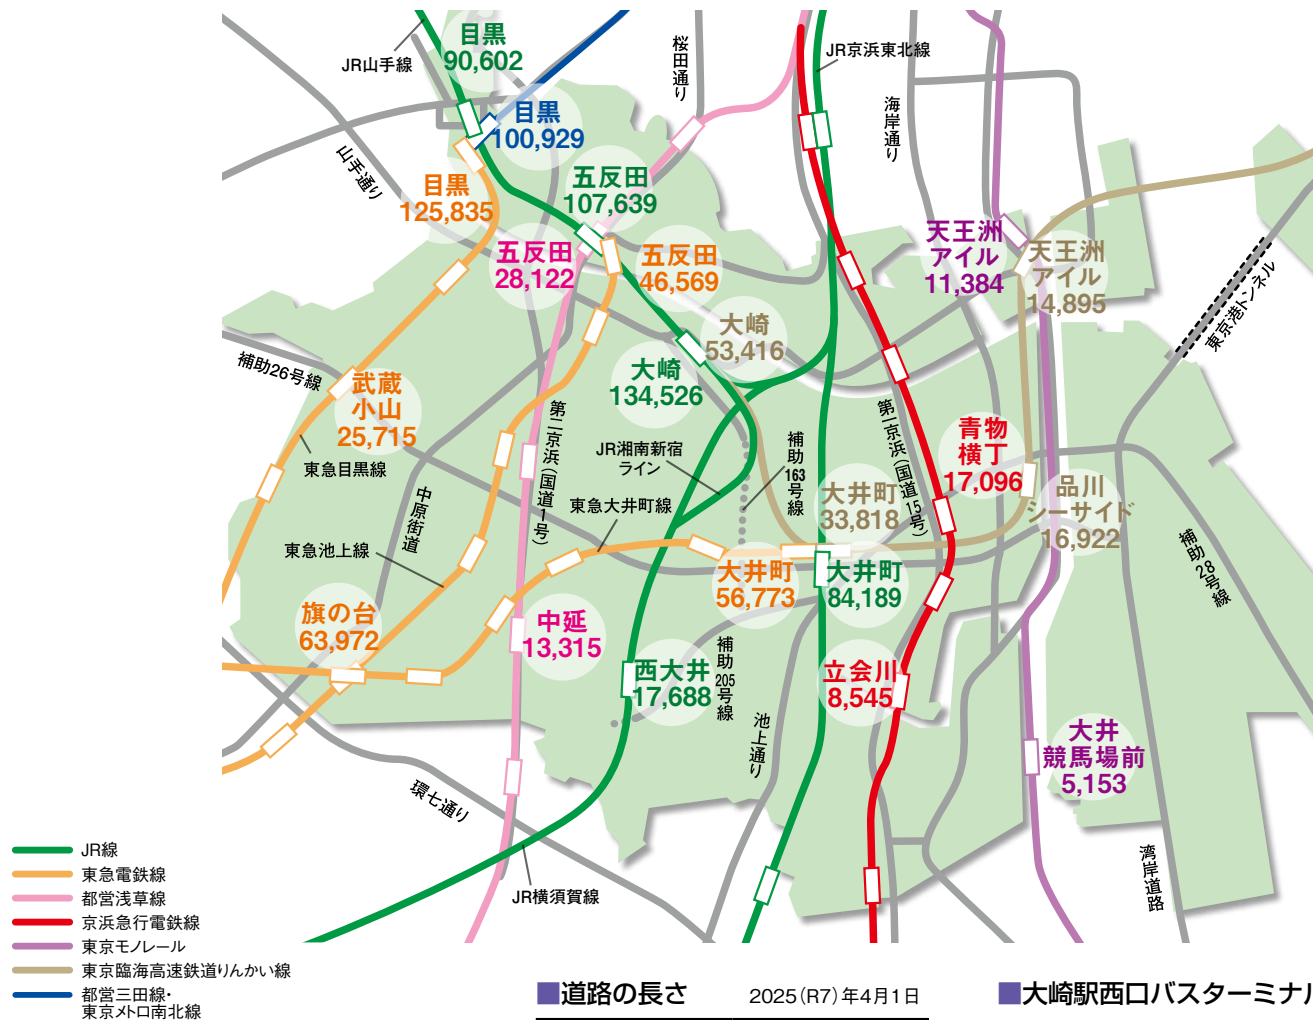 目黒
90,602
JR山手線
桜田通り
JR京浜東北線
海岸通り
目黒
100,929
山手通り
目黒
125,835
五反田
107,639
五反田
28,122
五反田
46,569
天王洲
アイル
11,384
天王洲
アイル
14,895
東京港トンネル
大崎
53,416
大崎
134,526
補助26号線
武蔵
小山
25,715
東急目黒線
第二京浜（国道1号）
JR湘南新宿
ライン
補助163号線
第一京浜（国道15号）
青物
横丁
17,096
中原街道
東急大井町線
大井町
33,818
品川
シーサイド
16,922
東急池上線
補助28号線
大井町
56,773
大井町
84,189
旗の台
63,972
中延
13,315
西大井
17,688
補助205号線
立会川
8,545
池上通り
大井
競馬場前
5,153
環七通り
JR横須賀線
湾岸道路
JR線
東急電鉄線
都営浅草線
京浜急行電鉄線
東京モノレール
東京臨海高速鉄道りんかい線
都営三田線・
東京メトロ南北線
■道路の長さ 2025（R7）年4月1日
■大崎駅西口バスターミナル